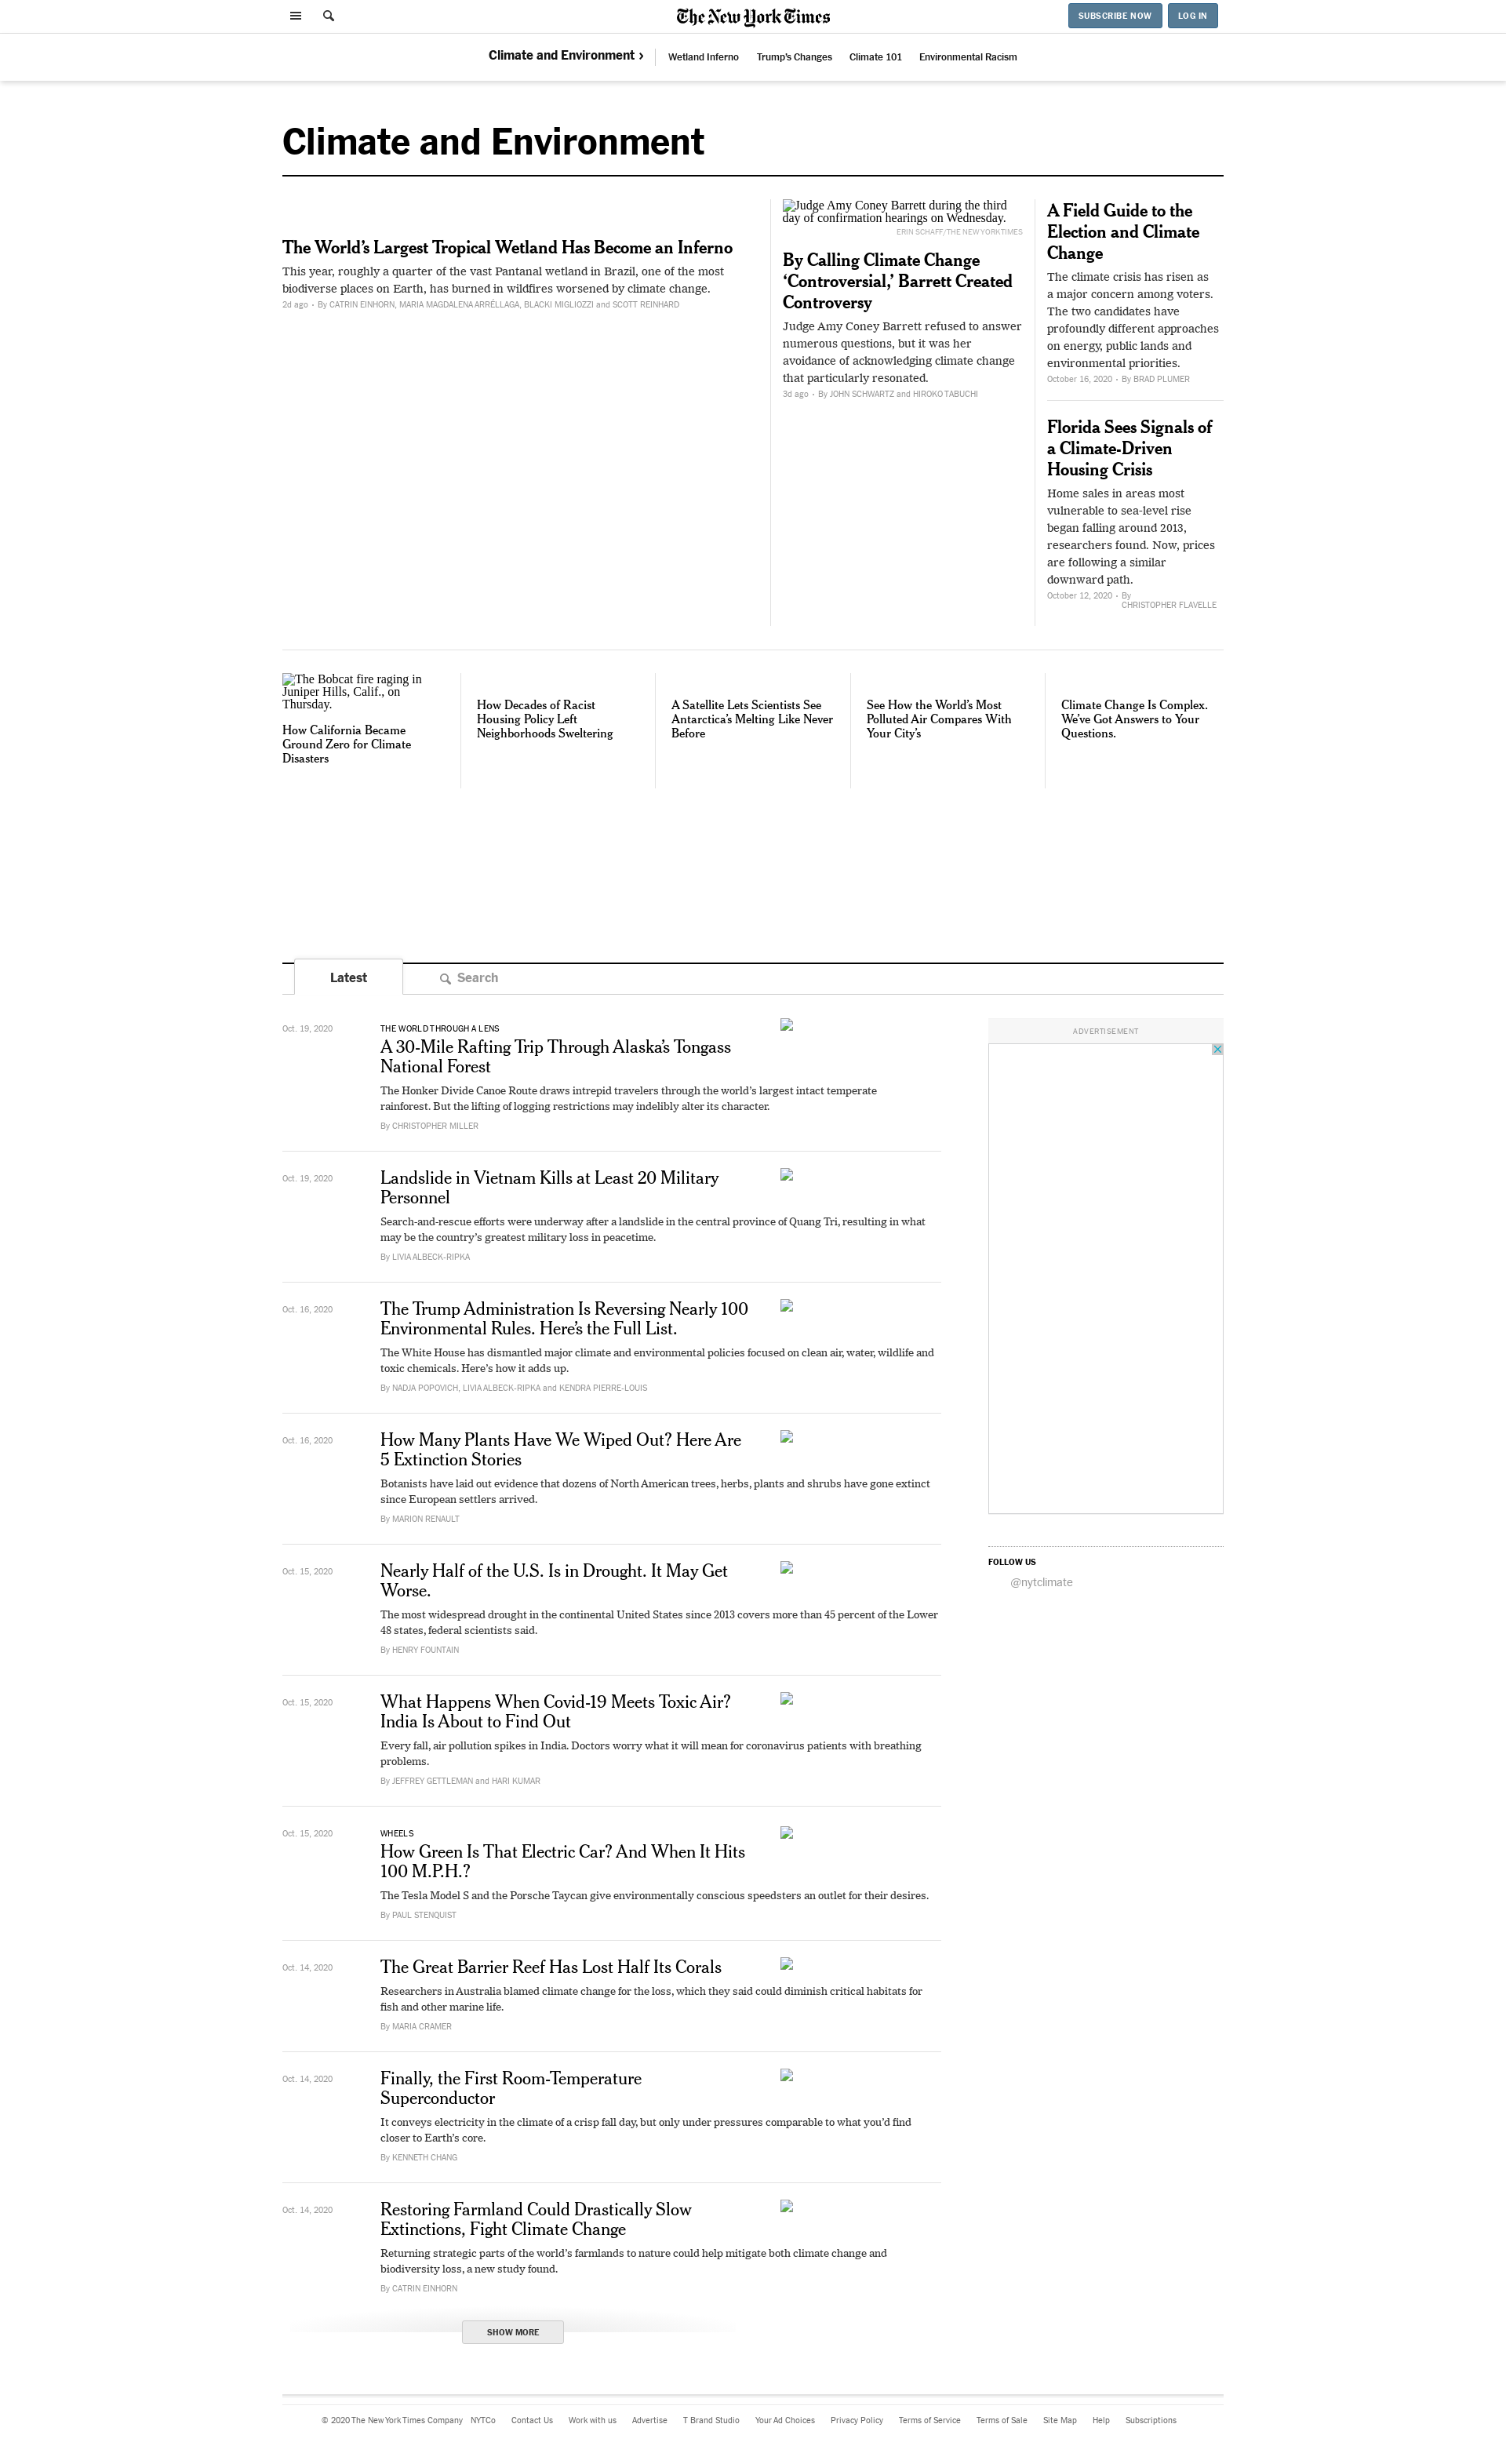 The New York Times
SUBSCRIBE NOW
LOG IN
Climate and Environment ›
Wetland Inferno
Trump's Changes
Climate 101
Environmental Racism
Climate and Environment
The World's Largest Tropical Wetland Has Become an Inferno
This year, roughly a quarter of the vast Pantanal wetland in Brazil, one of the most
biodiverse places on Earth, has burned in wildfires worsened by climate change.
2d ago • By CATRIN EINHORN, MARIA MAGDALENA ARRÉLLAGA, BLACKI MIGLIOZZI and SCOTT REINHARD
Judge Amy Coney Barrett during the third
day of confirmation hearings on Wednesday.
ERIN SCHAFF/THE NEW YORK TIMES
By Calling Climate Change
‘Controversial,’ Barrett Created
Controversy
Judge Amy Coney Barrett refused to answer
numerous questions, but it was her
avoidance of acknowledging climate change
that particularly resonated.
3d ago • By JOHN SCHWARTZ and HIROKO TABUCHI
A Field Guide to the
Election and Climate
Change
The climate crisis has risen as
a major concern among voters.
The two candidates have
profoundly different approaches
on energy, public lands and
environmental priorities.
October 16, 2020 • By BRAD PLUMER
Florida Sees Signals of
a Climate-Driven
Housing Crisis
Home sales in areas most
vulnerable to sea-level rise
began falling around 2013,
researchers found. Now, prices
are following a similar
downward path.
October 12, 2020 • By
CHRISTOPHER FLAVELLE
The Bobcat fire raging in
Juniper Hills, Calif., on
Thursday.
How California Became
Ground Zero for Climate
Disasters
How Decades of Racist
Housing Policy Left
Neighborhoods Sweltering
A Satellite Lets Scientists See
Antarctica's Melting Like Never
Before
See How the World's Most
Polluted Air Compares With
Your City's
Climate Change Is Complex.
We've Got Answers to Your
Questions.
Latest
Search
Oct. 19, 2020
THE WORLD THROUGH A LENS
A 30-Mile Rafting Trip Through Alaska's Tongass
National Forest
The Honker Divide Canoe Route draws intrepid travelers through the world's largest intact temperate
rainforest. But the lifting of logging restrictions may indelibly alter its character.
By CHRISTOPHER MILLER
Oct. 19, 2020
Landslide in Vietnam Kills at Least 20 Military
Personnel
Search-and-rescue efforts were underway after a landslide in the central province of Quang Tri, resulting in what
may be the country's greatest military loss in peacetime.
By LIVIA ALBECK-RIPKA
Oct. 16, 2020
The Trump Administration Is Reversing Nearly 100
Environmental Rules. Here's the Full List.
The White House has dismantled major climate and environmental policies focused on clean air, water, wildlife and
toxic chemicals. Here's how it adds up.
By NADJA POPOVICH, LIVIA ALBECK-RIPKA and KENDRA PIERRE-LOUIS
Oct. 16, 2020
How Many Plants Have We Wiped Out? Here Are
5 Extinction Stories
Botanists have laid out evidence that dozens of North American trees, herbs, plants and shrubs have gone extinct
since European settlers arrived.
By MARION RENAULT
Oct. 15, 2020
Nearly Half of the U.S. Is in Drought. It May Get
Worse.
The most widespread drought in the continental United States since 2013 covers more than 45 percent of the Lower
48 states, federal scientists said.
By HENRY FOUNTAIN
Oct. 15, 2020
What Happens When Covid-19 Meets Toxic Air?
India Is About to Find Out
Every fall, air pollution spikes in India. Doctors worry what it will mean for coronavirus patients with breathing
problems.
By JEFFREY GETTLEMAN and HARI KUMAR
Oct. 15, 2020
WHEELS
How Green Is That Electric Car? And When It Hits
100 M.P.H.?
The Tesla Model S and the Porsche Taycan give environmentally conscious speedsters an outlet for their desires.
By PAUL STENQUIST
Oct. 14, 2020
The Great Barrier Reef Has Lost Half Its Corals
Researchers in Australia blamed climate change for the loss, which they said could diminish critical habitats for
fish and other marine life.
By MARIA CRAMER
Oct. 14, 2020
Finally, the First Room-Temperature
Superconductor
It conveys electricity in the climate of a crisp fall day, but only under pressures comparable to what you'd find
closer to Earth's core.
By KENNETH CHANG
Oct. 14, 2020
Restoring Farmland Could Drastically Slow
Extinctions, Fight Climate Change
Returning strategic parts of the world's farmlands to nature could help mitigate both climate change and
biodiversity loss, a new study found.
By CATRIN EINHORN
SHOW MORE
ADVERTISEMENT
FOLLOW US
@nytclimate
© 2020 The New York Times Company
NYTCo
Contact Us
Work with us
Advertise
T Brand Studio
Your Ad Choices
Privacy Policy
Terms of Service
Terms of Sale
Site Map
Help
Subscriptions